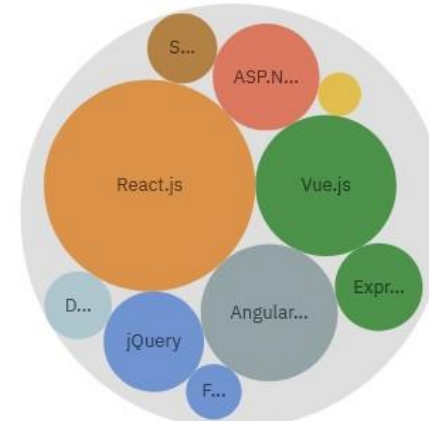 S...
ASP.N...
React.js
Vue.js
Expr...
D...
Angular...
jQuery
F...